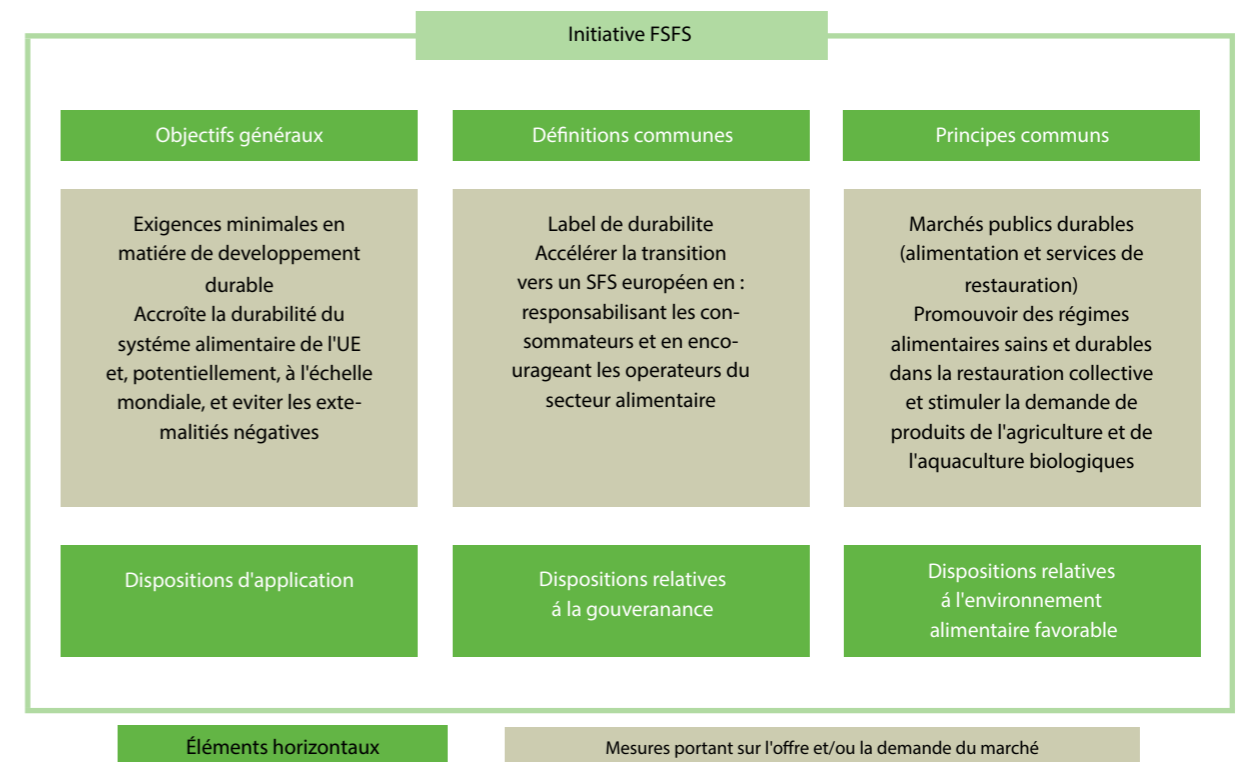 Initiative FSFS
Objectifs généraux
Définitions communes
Principes communs
Exigences minimales en
matiére de developpement
durable
Accroîte la durabilité du
systéme alimentaire de l'UE
et, potentiellement, à l'échelle
mondiale, et eviter les exte-
malitiés négatives
Label de durabilite
Accélérer la transition
vers un SFS européen en :
responsabilisant les con-
sommateurs et en enco-
urageant les operateurs du
secteur alimentaire
Marchés publics durables
(alimentation et services de
restauration)
Promouvoir des régimes
alimentaires sains et durables
dans la restauration collective
et stimuler la demande de
produits de l'agriculture et de
l'aquaculture biologiques
Dispositions d'application
Dispositions relatives
á la gouveranance
Dispositions relatives
á l'environnement
alimentaire favorable
Éléments horizontaux
Mesures portant sur l'offre et/ou la demande du marché